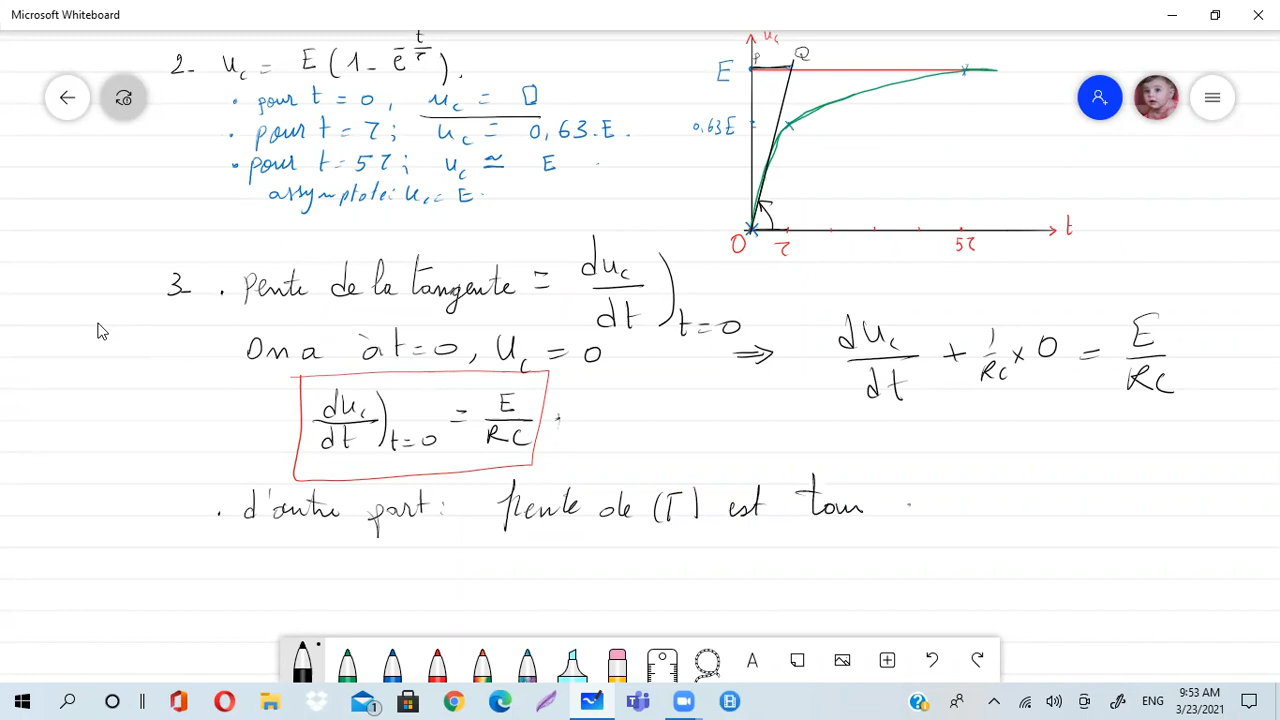 Microsoft Whiteboard
2- u_c = E (1 - e^{-t/τ}).
• pour t = 0, u_c = 0
• pour t = τ; u_c = 0,63.E.
• pour t = 5τ; u_c ≃ E
assymptote: u_c = E.
u_c
P Q
E
0,63E
0 τ 5τ t
3- . Pente de la tangente = du_c/dt)_{t=0}
On a à t=0, U_c = 0 ⇒ du_c/dt + 1/RC × 0 = E/RC
du_c/dt)_{t=0} = E/RC
. d'autre part: pente de (T) est tan
A
1
ENG
9:53 AM
3/23/2021